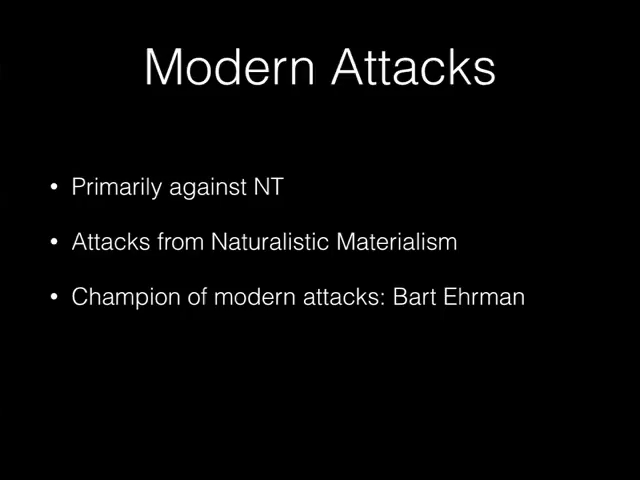 Modern Attacks
• Primarily against NT
• Attacks from Naturalistic Materialism
• Champion of modern attacks: Bart Ehrman